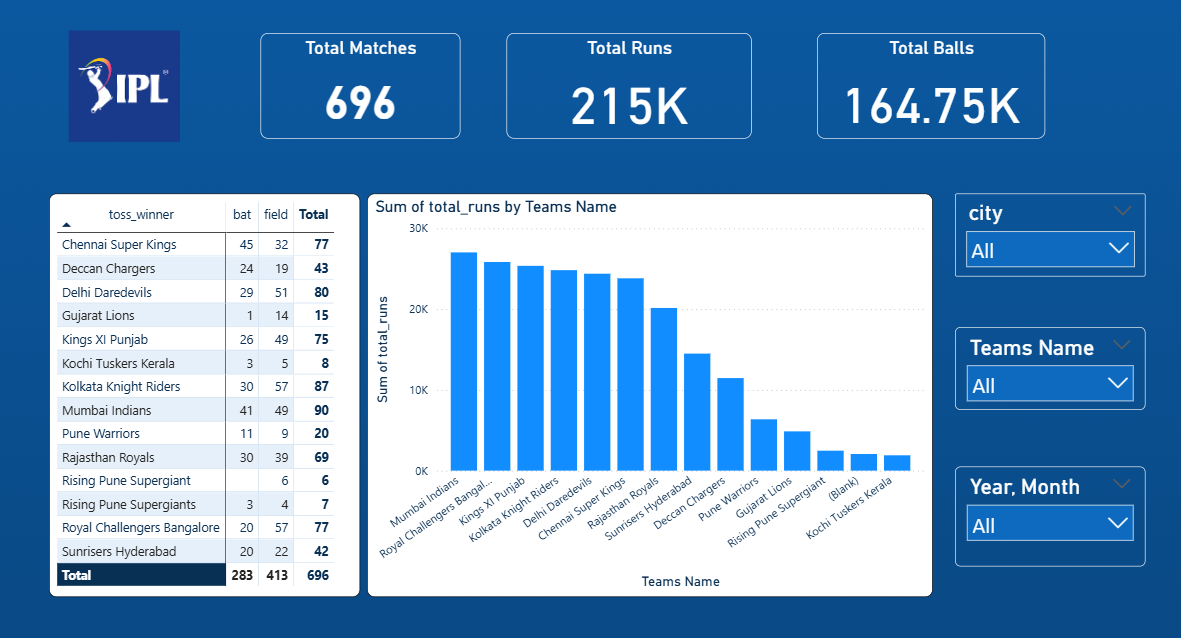 IPL
Total Matches
696
Total Runs
215K
Total Balls
164.75K
toss_winner bat field Total
Chennai Super Kings 45 32 77
Deccan Chargers 24 19 43
Delhi Daredevils 29 51 80
Gujarat Lions 1 14 15
Kings XI Punjab 26 49 75
Kochi Tuskers Kerala 3 5 8
Kolkata Knight Riders 30 57 87
Mumbai Indians 41 49 90
Pune Warriors 11 9 20
Rajasthan Royals 30 39 69
Rising Pune Supergiant 6 6
Rising Pune Supergiants 3 4 7
Royal Challengers Bangalore 20 57 77
Sunrisers Hyderabad 20 22 42
Total 283 413 696
Sum of total_runs by Teams Name
Sum of total_runs
30K
20K
10K
0K
Mumbai Indians
Royal Challengers Bangal...
Kings XI Punjab
Kolkata Knight Riders
Delhi Daredevils
Chennai Super Kings
Rajasthan Royals
Sunrisers Hyderabad
Deccan Chargers
Pune Warriors
Gujarat Lions
Rising Pune Supergiant
(Blank)
Kochi Tuskers Kerala
Teams Name
city
All
Teams Name
All
Year, Month
All